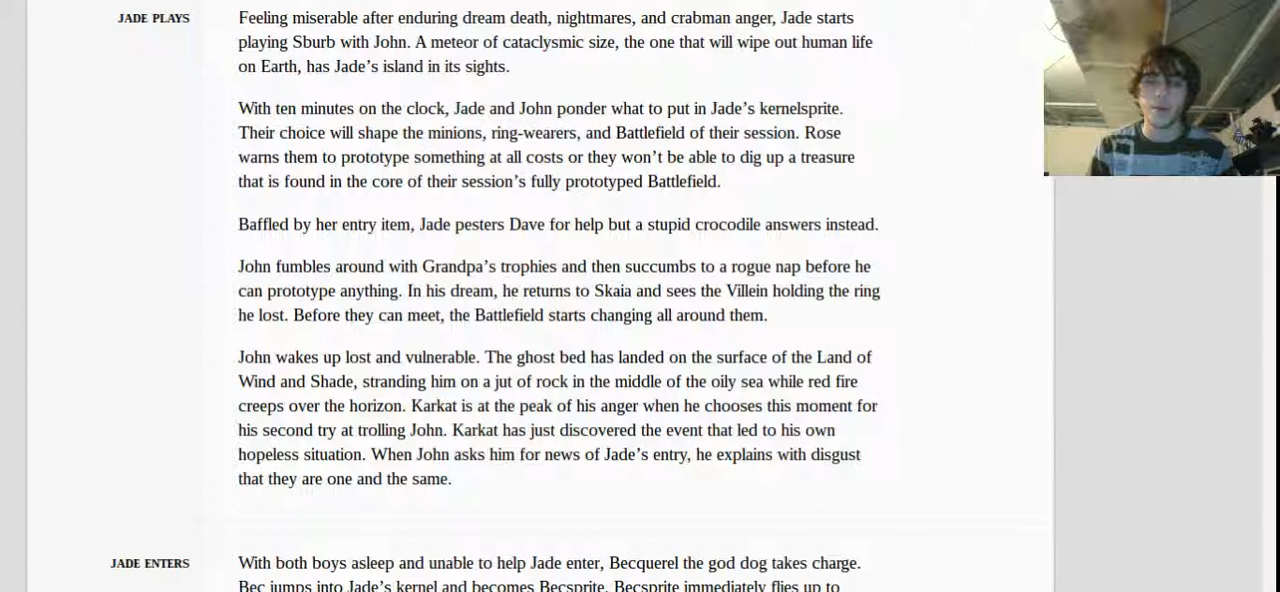 JADE PLAYS
Feeling miserable after enduring dream death, nightmares, and crabman anger, Jade starts
playing Sburb with John. A meteor of cataclysmic size, the one that will wipe out human life
on Earth, has Jade’s island in its sights.
With ten minutes on the clock, Jade and John ponder what to put in Jade’s kernelsprite.
Their choice will shape the minions, ring-wearers, and Battlefield of their session. Rose
warns them to prototype something at all costs or they won’t be able to dig up a treasure
that is found in the core of their session’s fully prototyped Battlefield.
Baffled by her entry item, Jade pesters Dave for help but a stupid crocodile answers instead.
John fumbles around with Grandpa’s trophies and then succumbs to a rogue nap before he
can prototype anything. In his dream, he returns to Skaia and sees the Villein holding the ring
he lost. Before they can meet, the Battlefield starts changing all around them.
John wakes up lost and vulnerable. The ghost bed has landed on the surface of the Land of
Wind and Shade, stranding him on a jut of rock in the middle of the oily sea while red fire
creeps over the horizon. Karkat is at the peak of his anger when he chooses this moment for
his second try at trolling John. Karkat has just discovered the event that led to his own
hopeless situation. When John asks him for news of Jade’s entry, he explains with disgust
that they are one and the same.
JADE ENTERS
With both boys asleep and unable to help Jade enter, Becquerel the god dog takes charge.
Bec jumps into Jade’s kernel and becomes Becsprite. Becsprite immediately flies up to